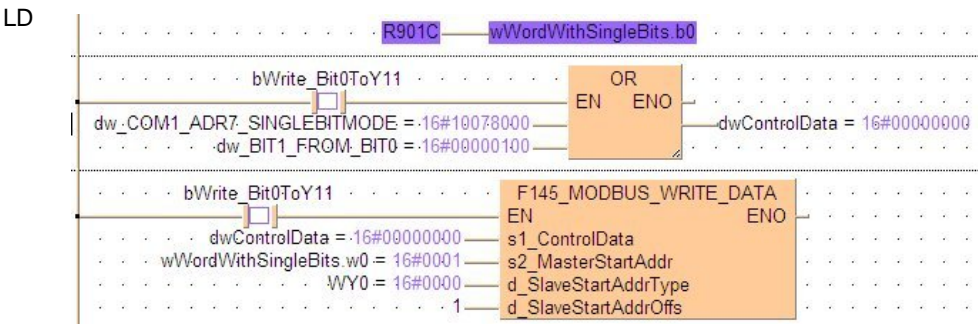 LD
R901C wWordWithSingleBits.b0
bWrite_Bit0ToY11 OR
EN ENO
dw_COM1_ADR7_SINGLEBITMODE = 16#10078000 dwControlData = 16#00000000
dw_BIT1_FROM_BIT0 = 16#00000100
bWrite_Bit0ToY11 F145_MODBUS_WRITE_DATA
EN ENO
dwControlData = 16#00000000 s1_ControlData
wWordWithSingleBits.w0 = 16#0001 s2_MasterStartAddr
WY0 = 16#0000 d_SlaveStartAddrType
1 d_SlaveStartAddrOffs